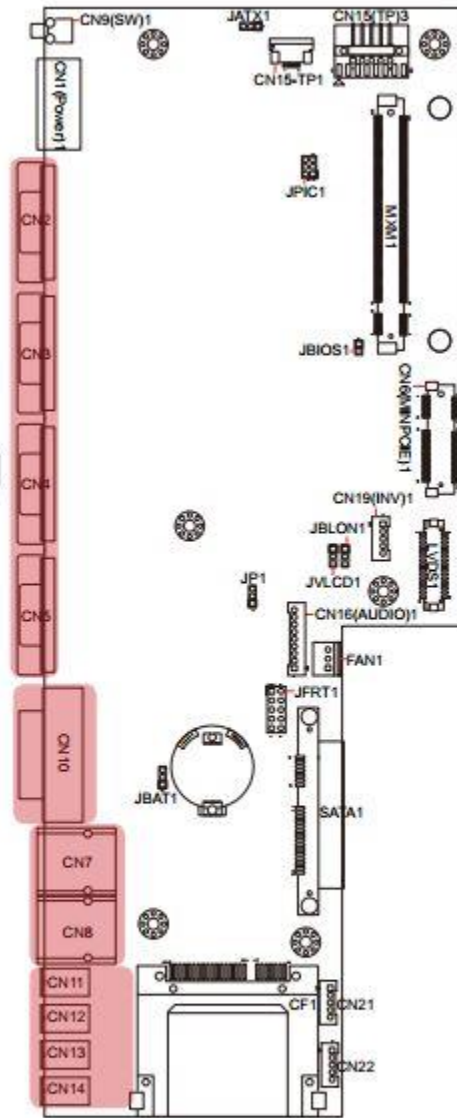 CN9(SW)1
JATX1
CN15(TP)3
CN1(Power)1
CN15-TP1
JPIC1
MXM1
CN2
CN3
JBIOS1
CN6(MINIPCIE)1
CN4
CN19(INV)1
JBLON1
LVDS1
JVLCD1
JP1
CN5
CN16(AUDIO)1
FAN1
JFRT1
CN10
JBAT1
SATA1
CN7
CN8
CN11
CF1
CN21
CN12
CN13
CN22
CN14